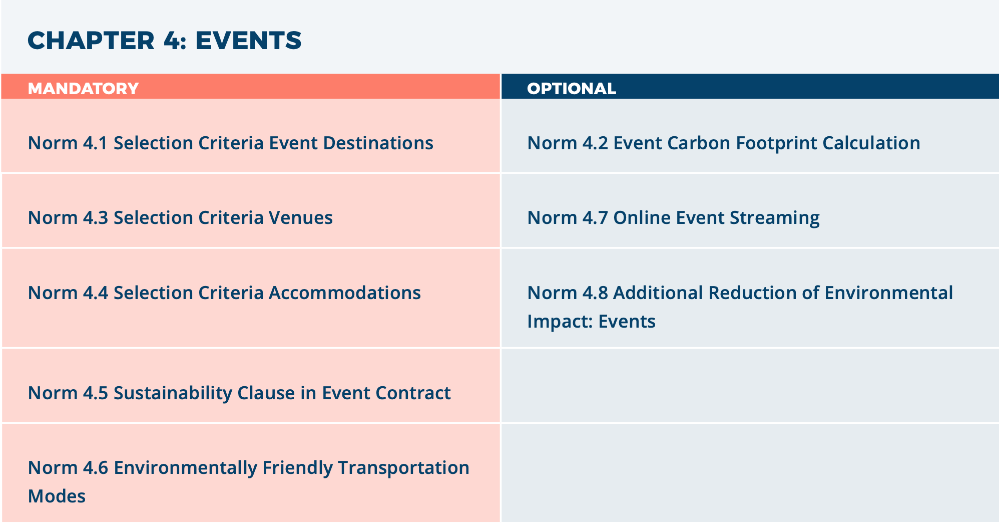 CHAPTER 4: EVENTS
MANDATORY
OPTIONAL
Norm 4.1 Selection Criteria Event Destinations
Norm 4.2 Event Carbon Footprint Calculation
Norm 4.3 Selection Criteria Venues
Norm 4.7 Online Event Streaming
Norm 4.4 Selection Criteria Accommodations
Norm 4.8 Additional Reduction of Environmental
Impact: Events
Norm 4.5 Sustainability Clause in Event Contract
Norm 4.6 Environmentally Friendly Transportation
Modes